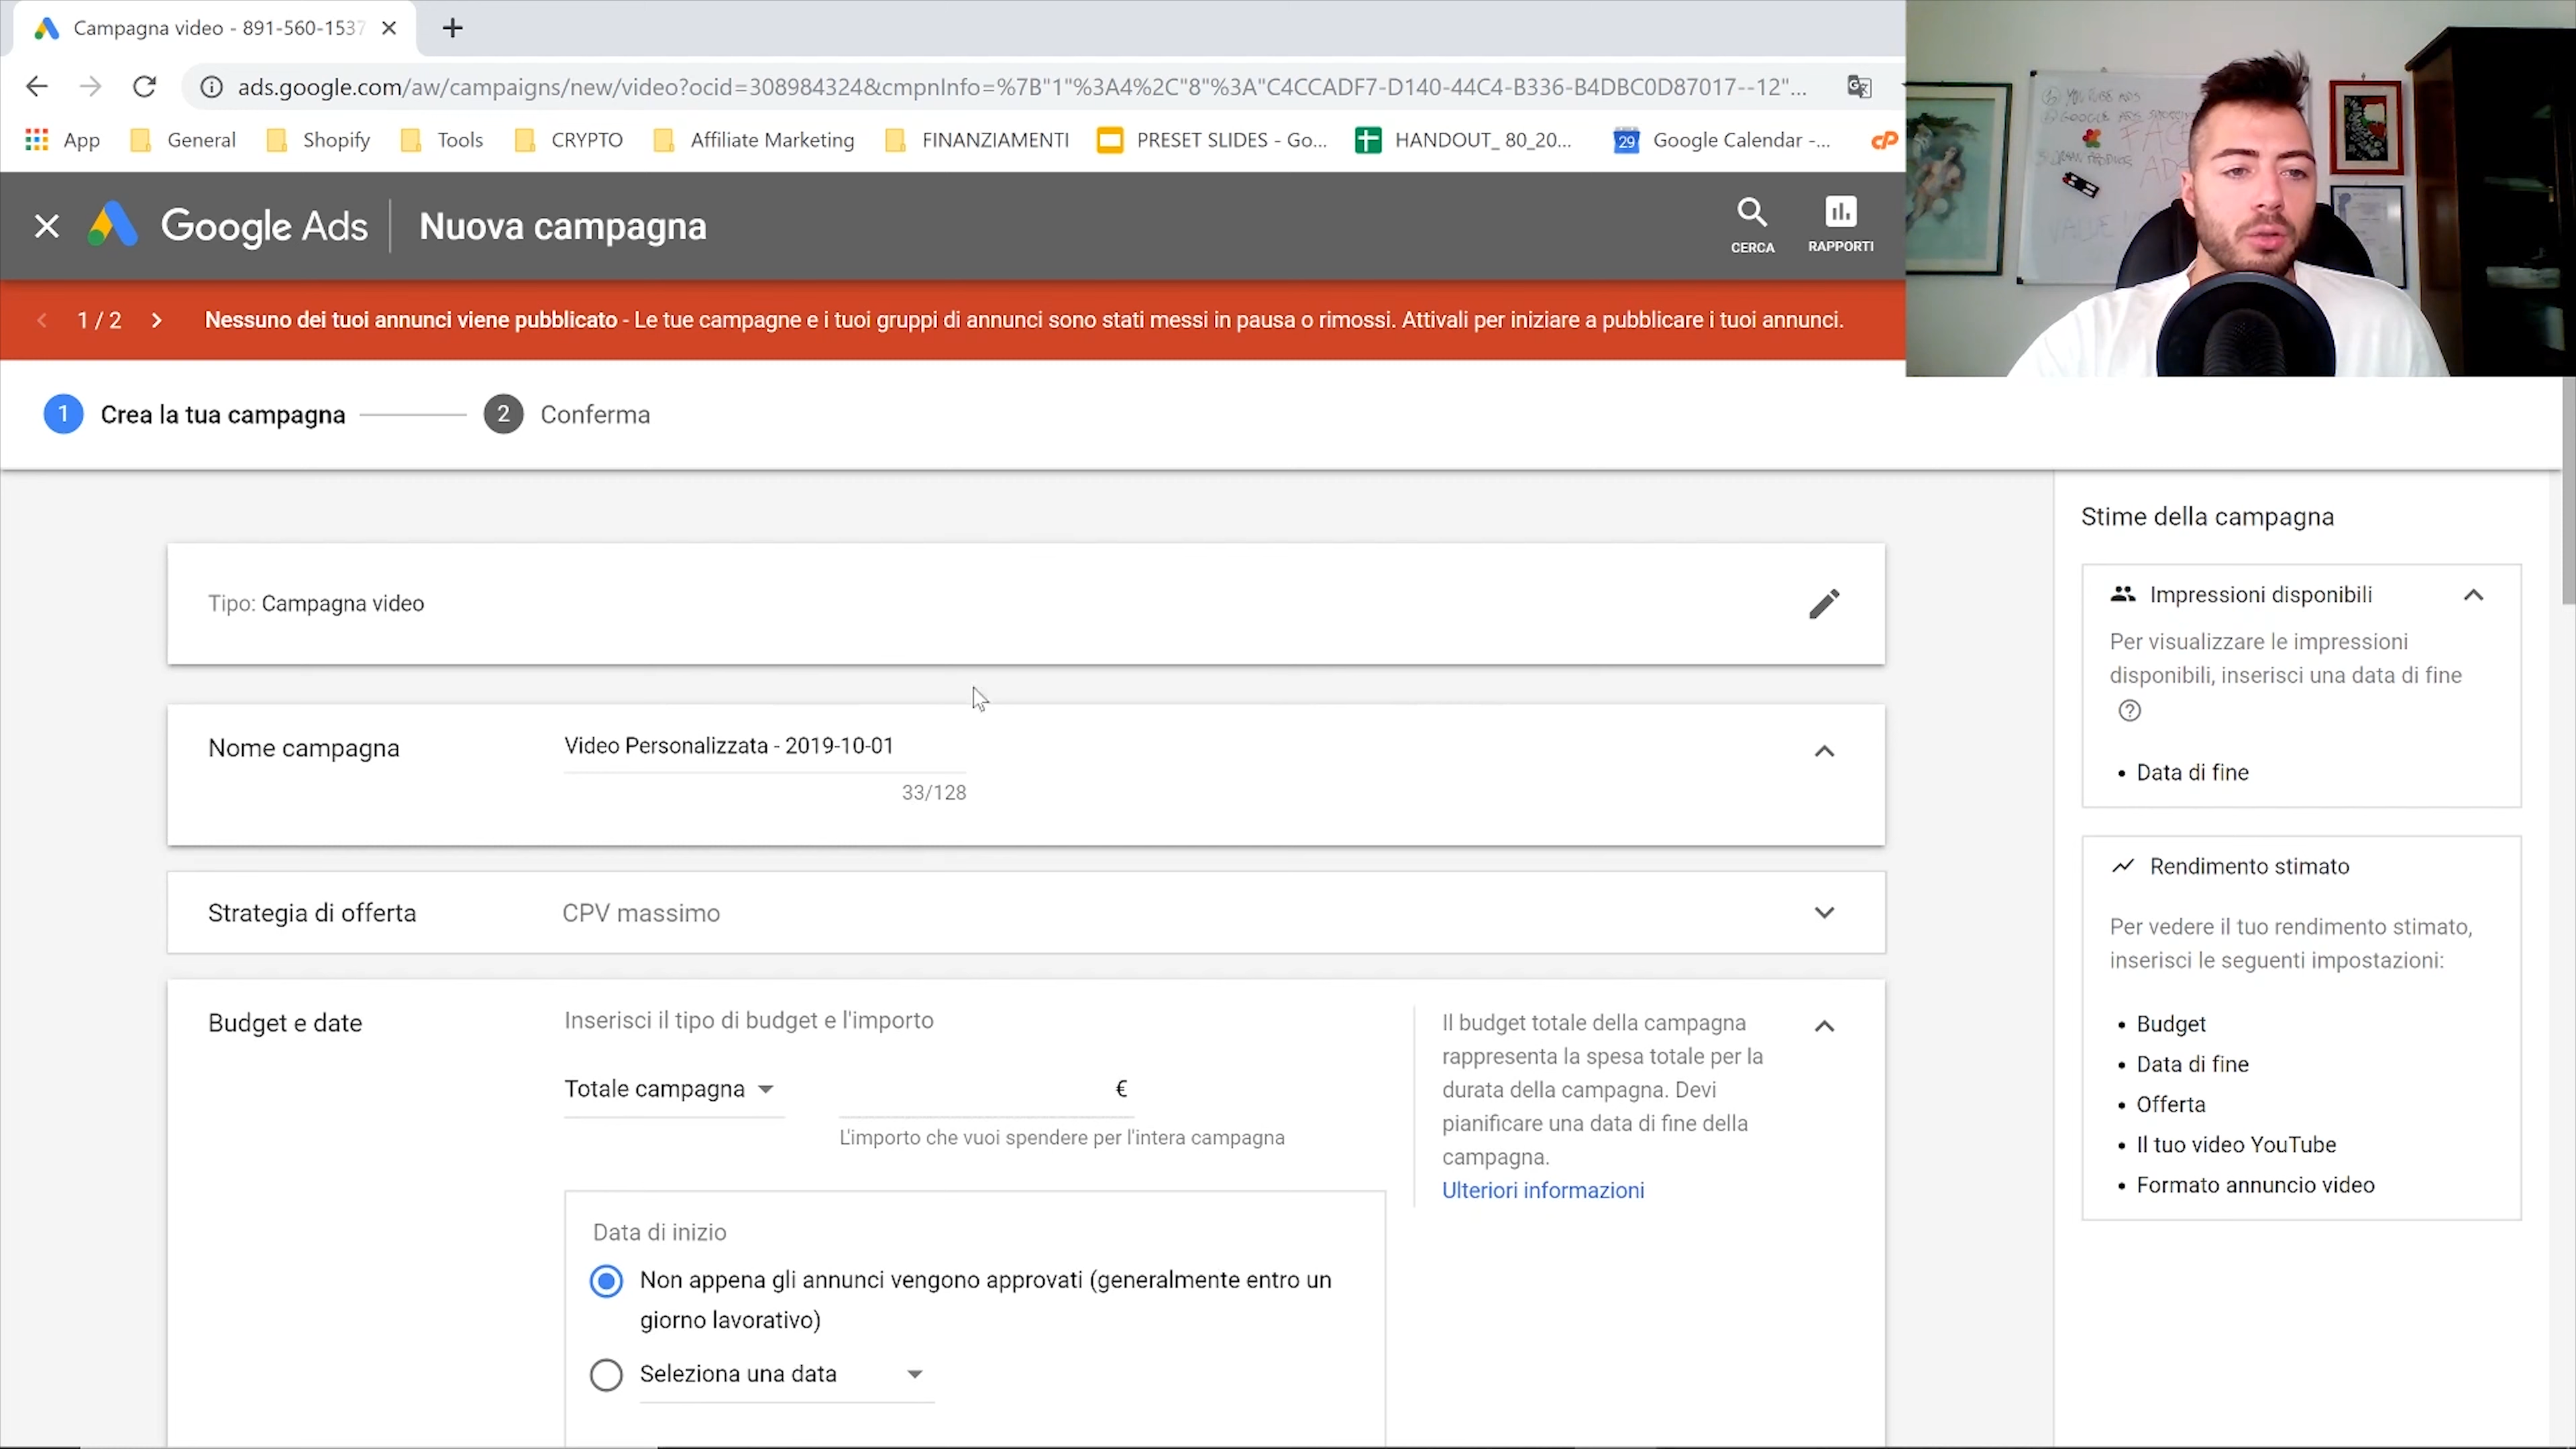 Campagna video - 891-560-1537
ads.google.com/aw/campaigns/new/video?ocid=308984324&cmpnInfo=%7B"1"%3A4%2C"8"%3A"C4CCADF7-D140-44C4-B336-B4DBC0D87017--12"...
App General Shopify Tools CRYPTO Affiliate Marketing FINANZIAMENTI PRESET SLIDES - Go... HANDOUT_ 80_20... 29 Google Calendar -...
Google Ads Nuova campagna
CERCA RAPPORTI
1 / 2 Nessuno dei tuoi annunci viene pubblicato - Le tue campagne e i tuoi gruppi di annunci sono stati messi in pausa o rimossi. Attivali per iniziare a pubblicare i tuoi annunci.
1 Crea la tua campagna 2 Conferma
Tipo: Campagna video
Nome campagna Video Personalizzata - 2019-10-01
33/128
Strategia di offerta CPV massimo
Budget e date Inserisci il tipo di budget e l'importo
Totale campagna €
L'importo che vuoi spendere per l'intera campagna
Il budget totale della campagna
rappresenta la spesa totale per la
durata della campagna. Devi
pianificare una data di fine della
campagna.
Ulteriori informazioni
Data di inizio
Non appena gli annunci vengono approvati (generalmente entro un
giorno lavorativo)
Seleziona una data
Stime della campagna
Impressioni disponibili
Per visualizzare le impressioni
disponibili, inserisci una data di fine
?
• Data di fine
Rendimento stimato
Per vedere il tuo rendimento stimato,
inserisci le seguenti impostazioni:
• Budget
• Data di fine
• Offerta
• Il tuo video YouTube
• Formato annuncio video